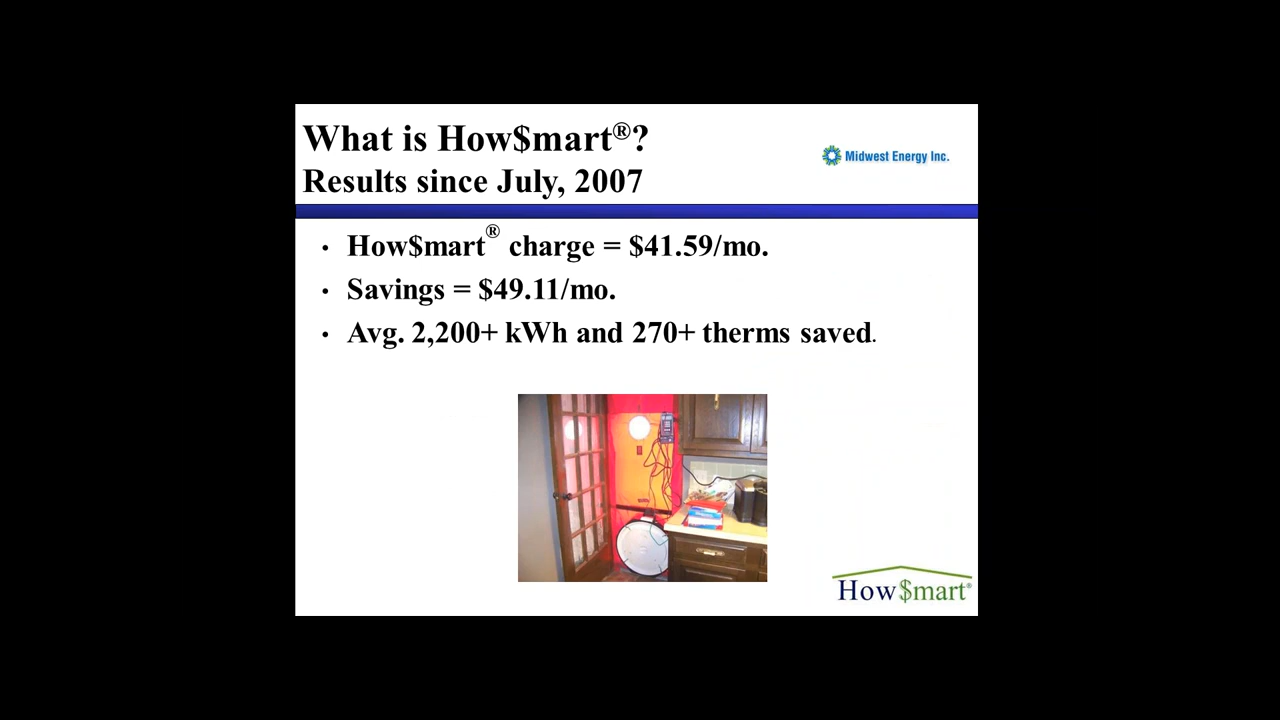 What is How$mart®?
Results since July, 2007
Midwest Energy Inc.
• How$mart® charge = $41.59/mo.
• Savings = $49.11/mo.
• Avg. 2,200+ kWh and 270+ therms saved.
How$mart®